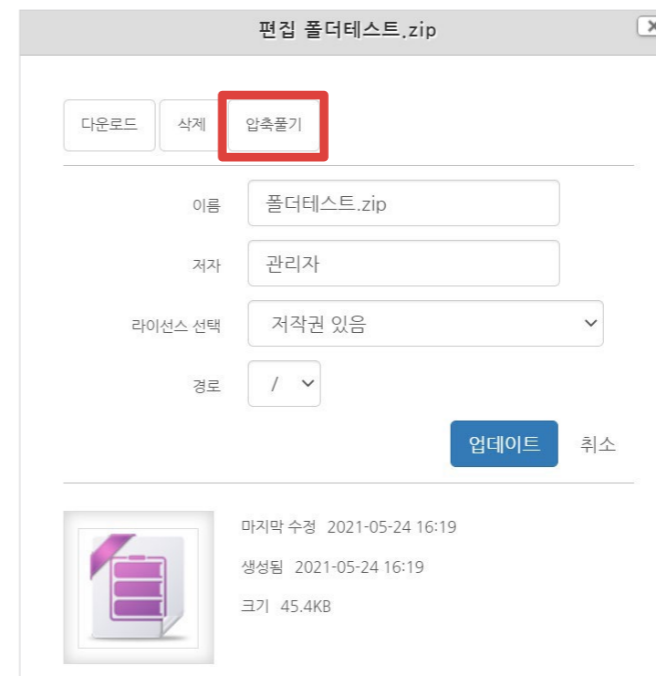 편집 폴더테스트.zip
다운로드 삭제 압축풀기
이름 폴더테스트.zip
저자 관리자
라이선스 선택 저작권 있음
경로 /
업데이트 취소
마지막 수정 2021-05-24 16:19
생성됨 2021-05-24 16:19
크기 45.4KB